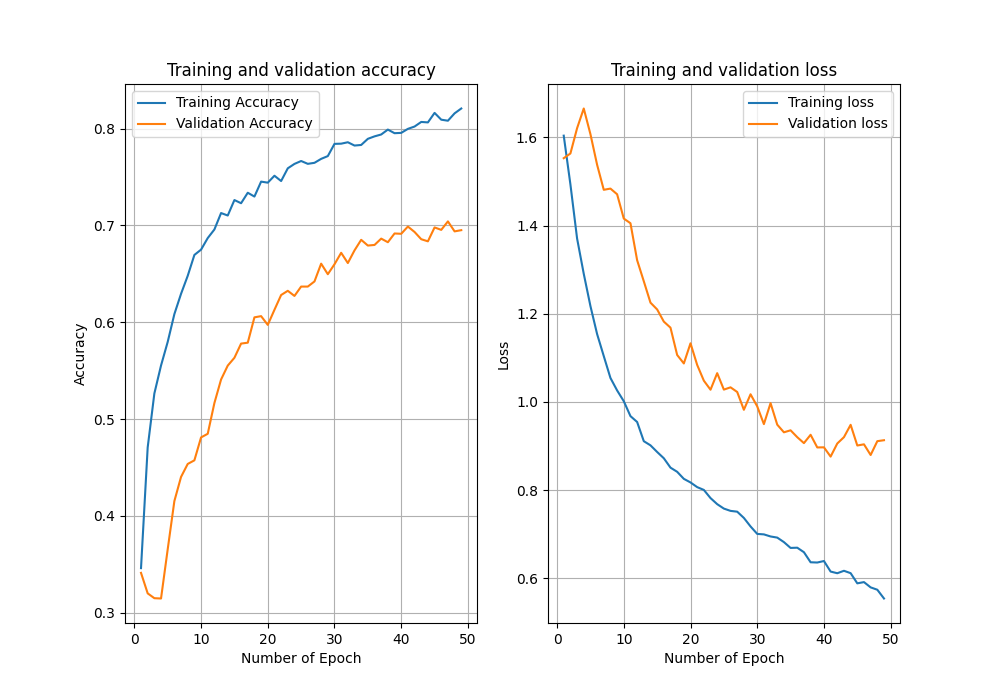 Training and validation accuracy
Training Accuracy
Validation Accuracy
0.8
0.7
0.6
0.5
0.4
0.3
Accuracy
0 10 20 30 40 50
Number of Epoch
Training and validation loss
Training loss
Validation loss
1.6
1.4
1.2
1.0
0.8
0.6
Loss
0 10 20 30 40 50
Number of Epoch